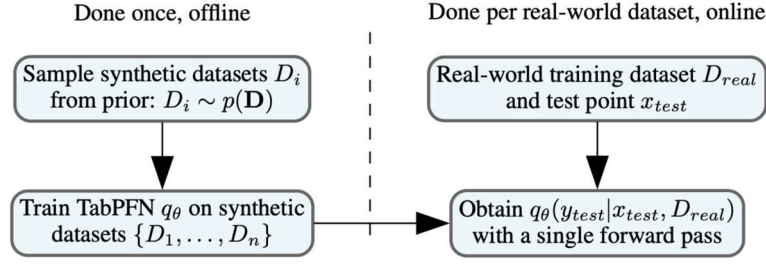 Done once, offline
Sample synthetic datasets D_i
from prior: D_i ∼ p(D)
Train TabPFN q_θ on synthetic
datasets {D_1, . . . , D_n}
Done per real-world dataset, online
Real-world training dataset D_real
and test point x_test
Obtain q_θ(y_test|x_test, D_real)
with a single forward pass